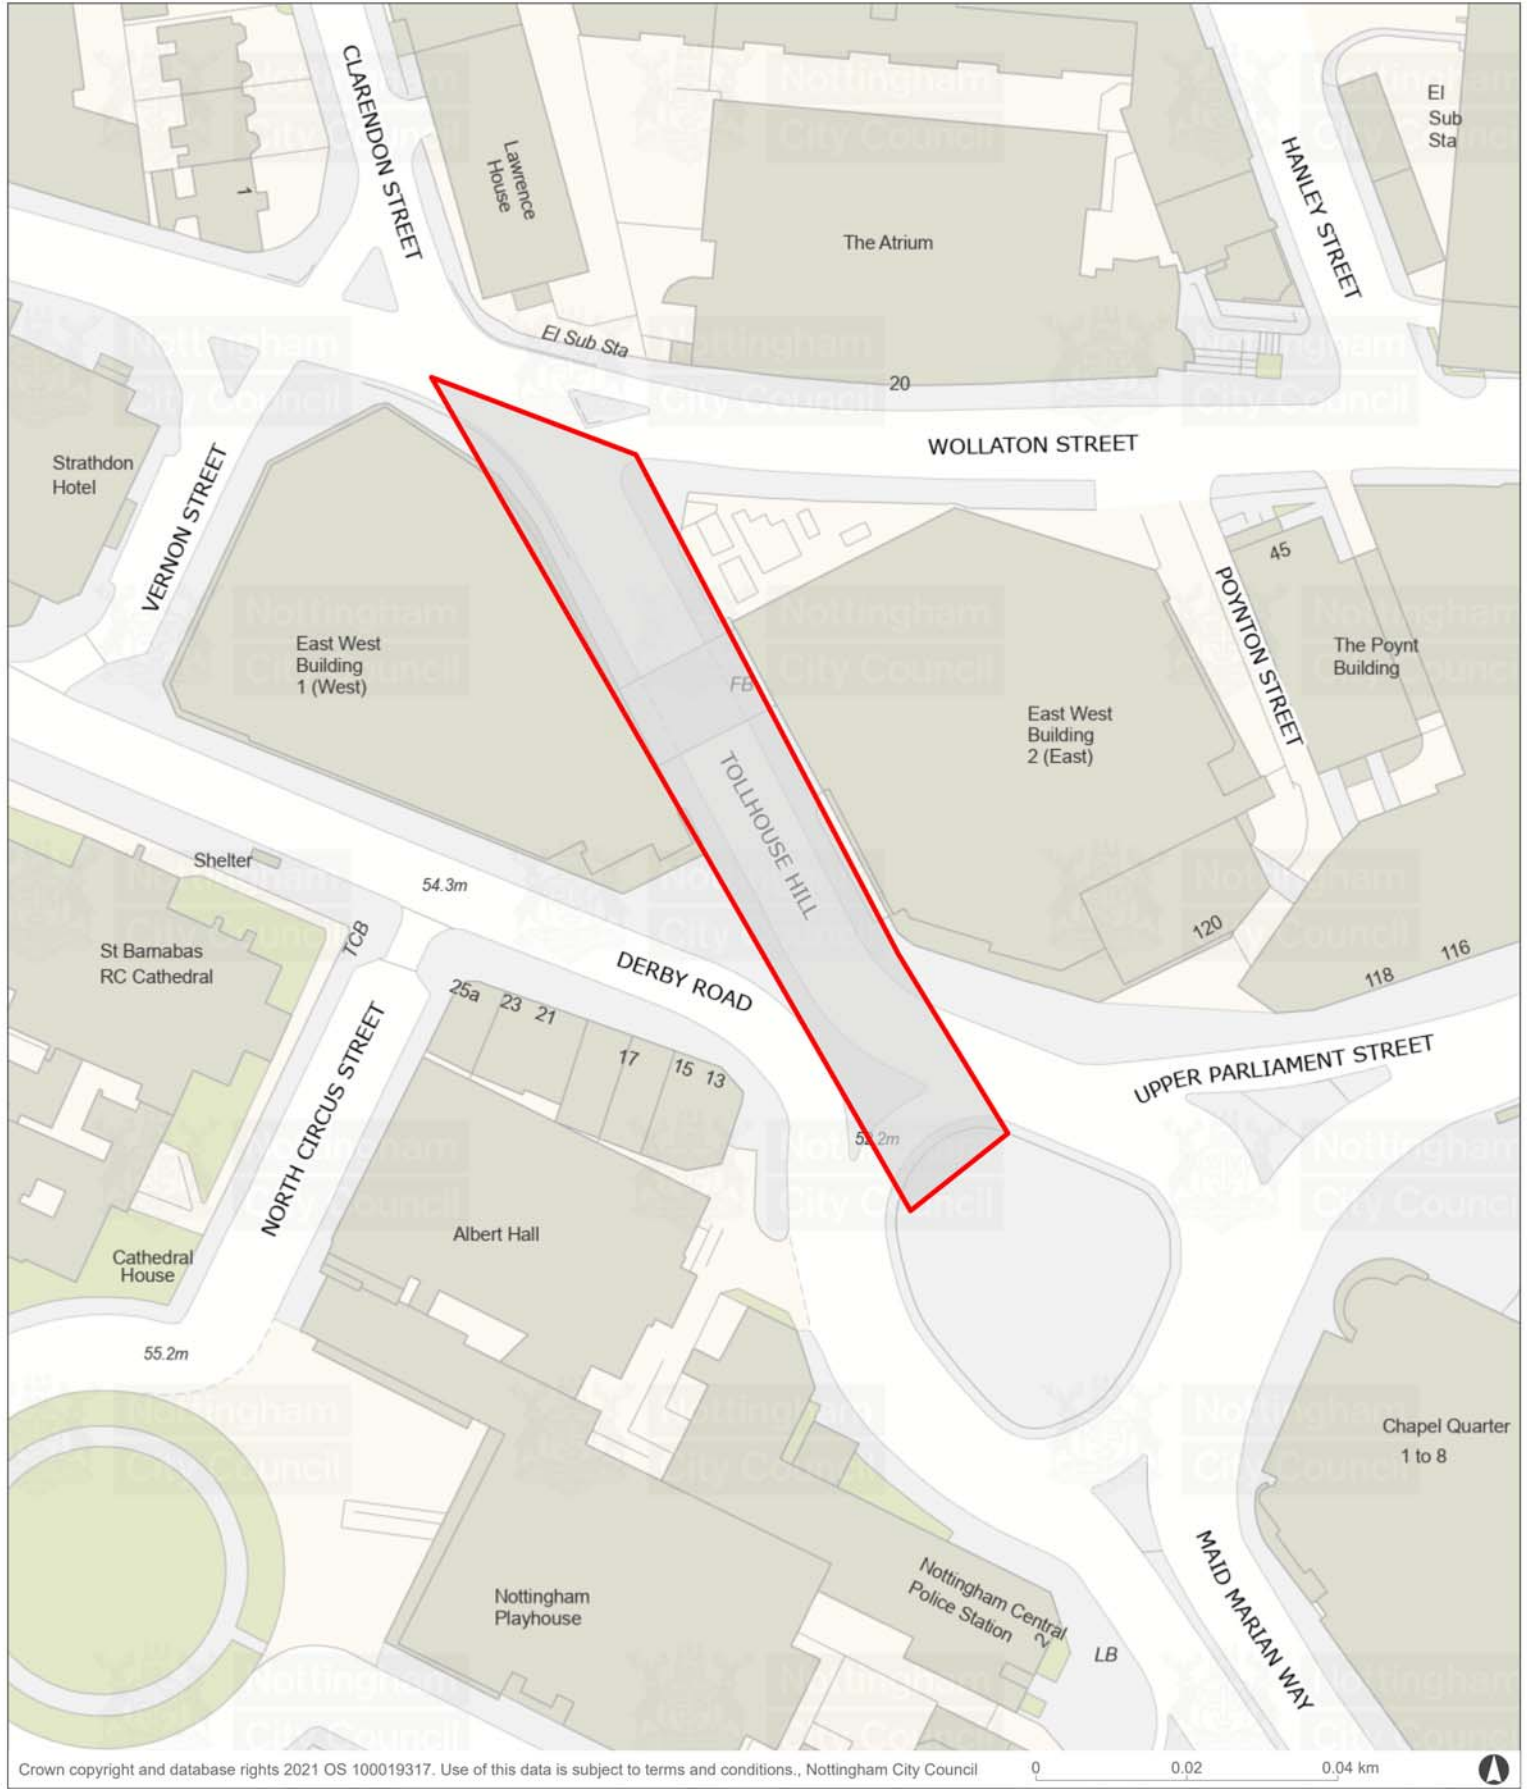 CLARENDON STREET
Lawrence
House
1
HANLEY STREET
El
Sub
Sta
The Atrium
El Sub Sta
20
WOLLATON STREET
Strathdon
Hotel
VERNON STREET
East West
Building
1 (West)
FB
TOLLHOUSE HILL
East West
Building
2 (East)
45
POYNTON STREET
The Poynt
Building
Shelter
54.3m
TCB
St Barnabas
RC Cathedral
DERBY ROAD
120
118
116
25a
23
21
17
15
13
NORTH CIRCUS STREET
UPPER PARLIAMENT STREET
52.2m
Albert Hall
Cathedral
House
55.2m
Chapel Quarter
1 to 8
Nottingham
Playhouse
Nottingham Central
Police Station
2
LB
MAID MARIAN WAY
Nottingham
City Council
Crown copyright and database rights 2021 OS 100019317. Use of this data is subject to terms and conditions., Nottingham City Council
0
0.02
0.04 km